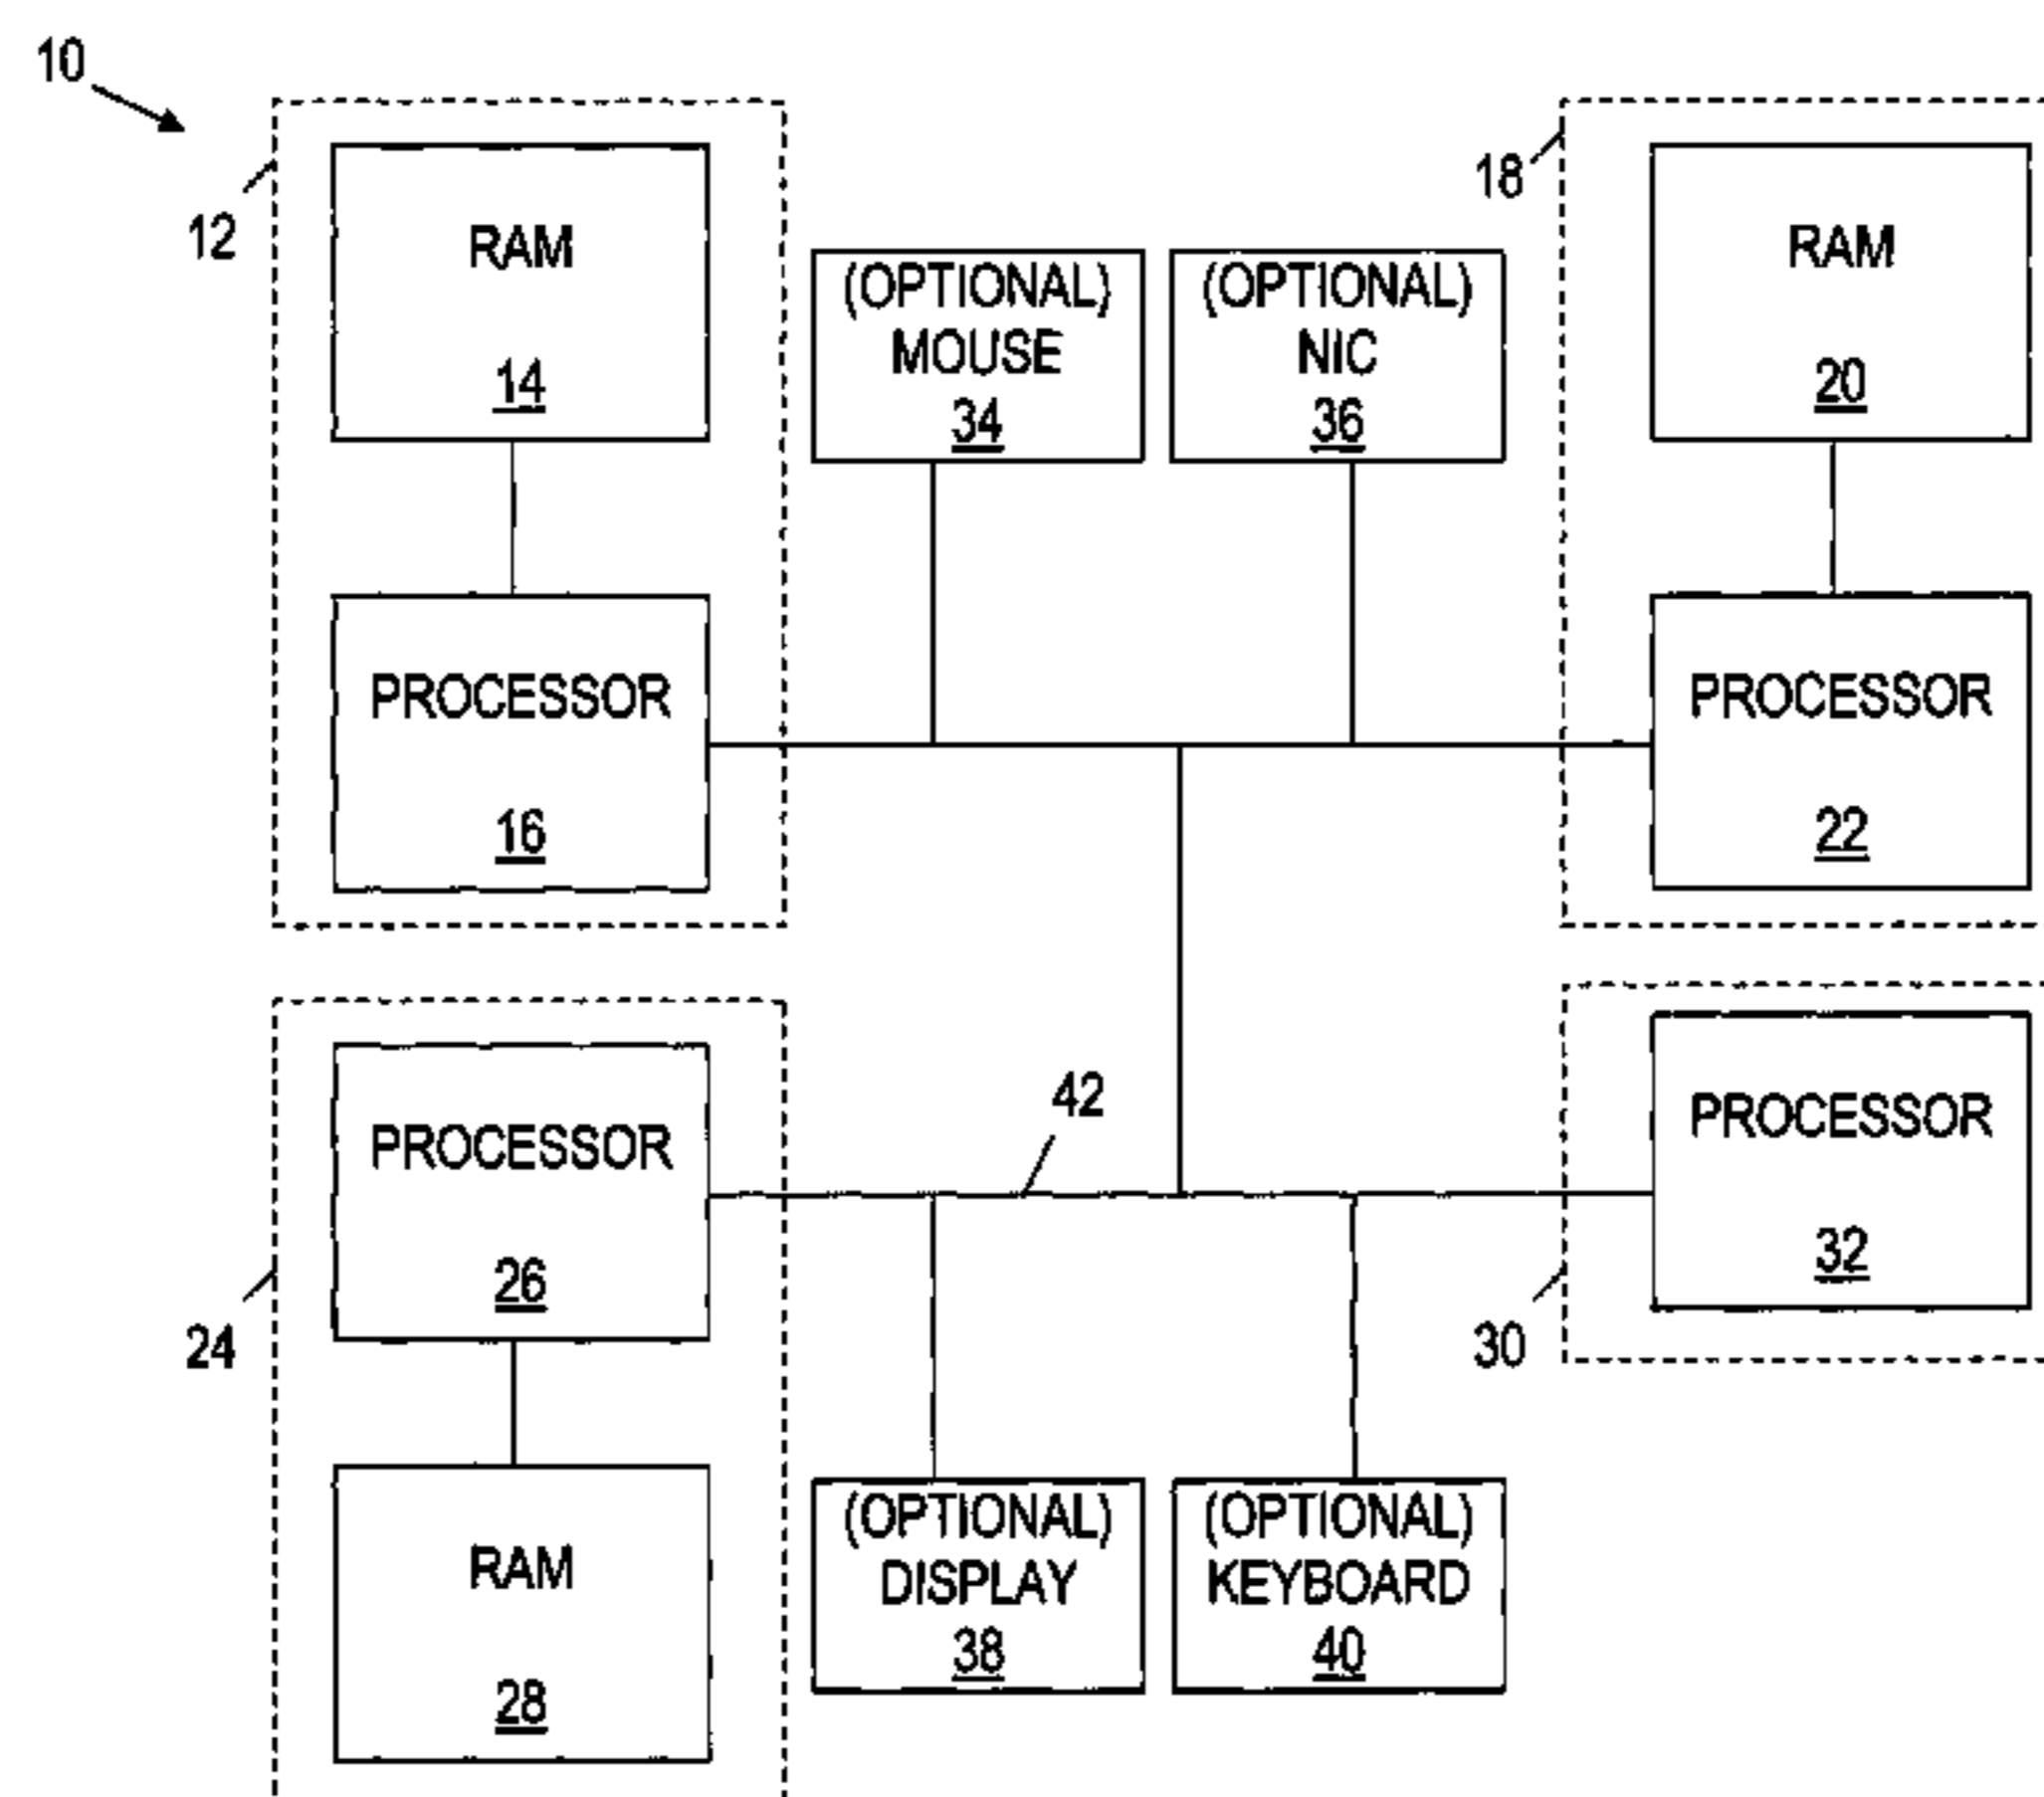 10
12
RAM
14
PROCESSOR
16
(OPTIONAL)
MOUSE
34
(OPTIONAL)
NIC
36
18
RAM
20
PROCESSOR
22
24
PROCESSOR
26
RAM
28
42
(OPTIONAL)
DISPLAY
38
(OPTIONAL)
KEYBOARD
40
30
PROCESSOR
32